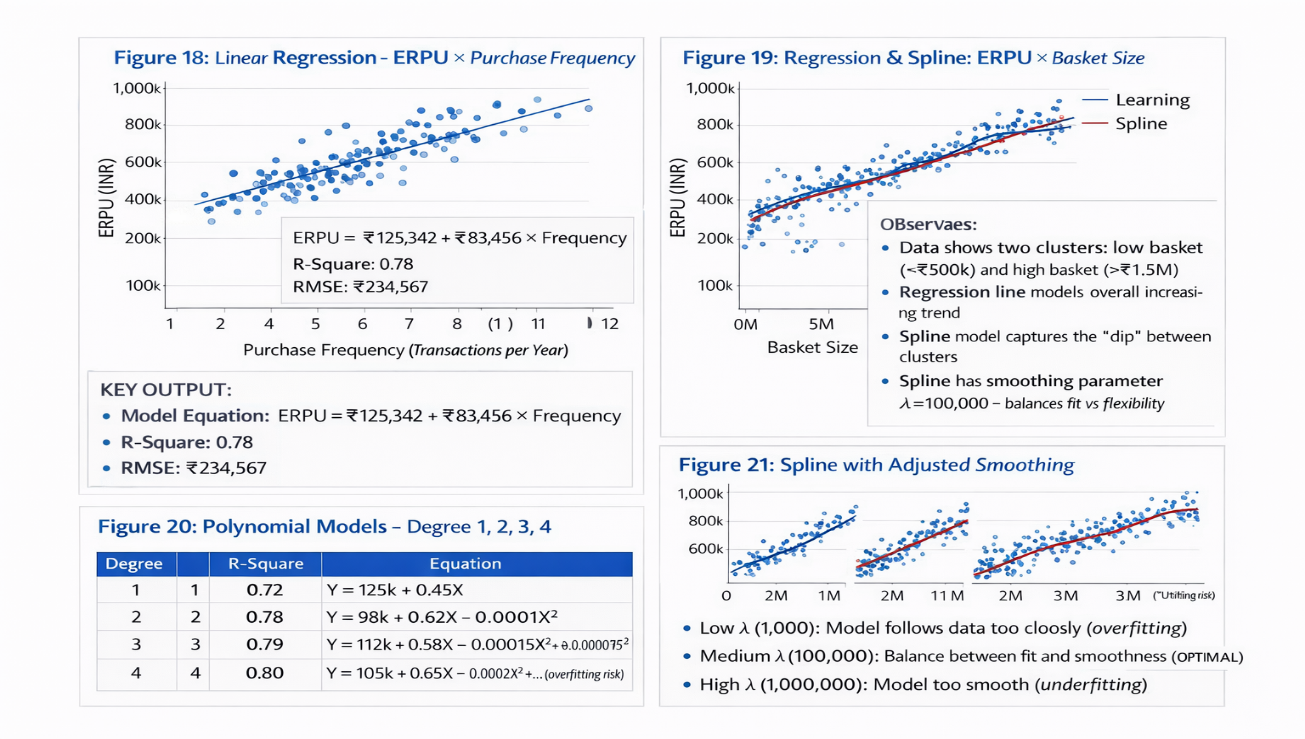 Figure 18: Linear Regression - ERPU × Purchase Frequency
1,000k
800k
600k
400k
200k
100k
ERPU (INR)
ERPU = ₹125,342 + ₹83,456 × Frequency
R-Square: 0.78
RMSE: ₹234,567
1 2 4 5 6 7 8 (1 ) 11 12
Purchase Frequency (Transactions per Year)
KEY OUTPUT:
• Model Equation: ERPU = ₹125,342 + ₹83,456 × Frequency
• R-Square: 0.78
• RMSE: ₹234,567
Figure 19: Regression & Spline: ERPU × Basket Size
1,000k
800k
600k
400k
200k
100k
ERPU (INR)
Learning
Spline
0M 5M
Basket Size
OBservaes:
• Data shows two clusters: low basket
(<₹500k) and high basket (>₹1.5M)
• Regression line models overall increasi-
ng trend
• Spline model captures the "dip" between
clusters
• Spline has smoothing parameter
λ=100,000 – balances fit vs flexibility
Figure 20: Polynomial Models – Degree 1, 2, 3, 4
Degree R-Square Equation
1 1 0.72 Y = 125k + 0.45X
2 2 0.78 Y = 98k + 0.62X – 0.0001X²
3 3 0.79 Y = 112k + 0.58X – 0.00015X² + 0.000075²
4 4 0.80 Y = 105k + 0.65X – 0.0002X² +... (overfitting risk)
Figure 21: Spline with Adjusted Smoothing
1,000k
800k
600k
0 2M 1M 2M 11 M 2M 3M 3M
• Low λ (1,000): Model follows data too cloosly (overfitting)
• Medium λ (100,000): Balance between fit and smoothness (OPTIMAL)
• High λ (1,000,000): Model too smooth (underfitting)